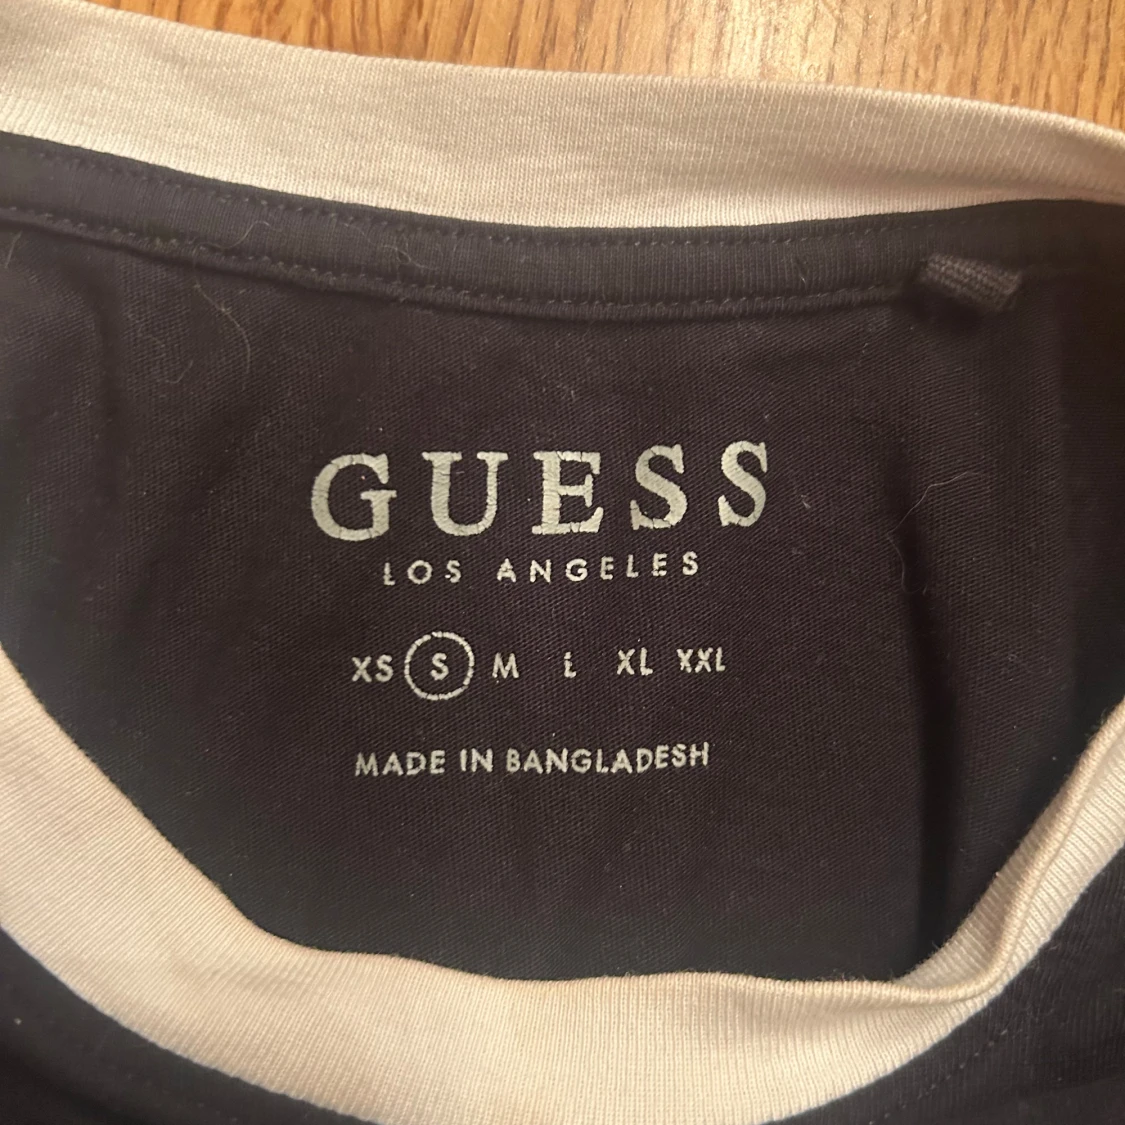 GUESS
LOS ANGELES
XS S M L XL XXL
MADE IN BANGLADESH